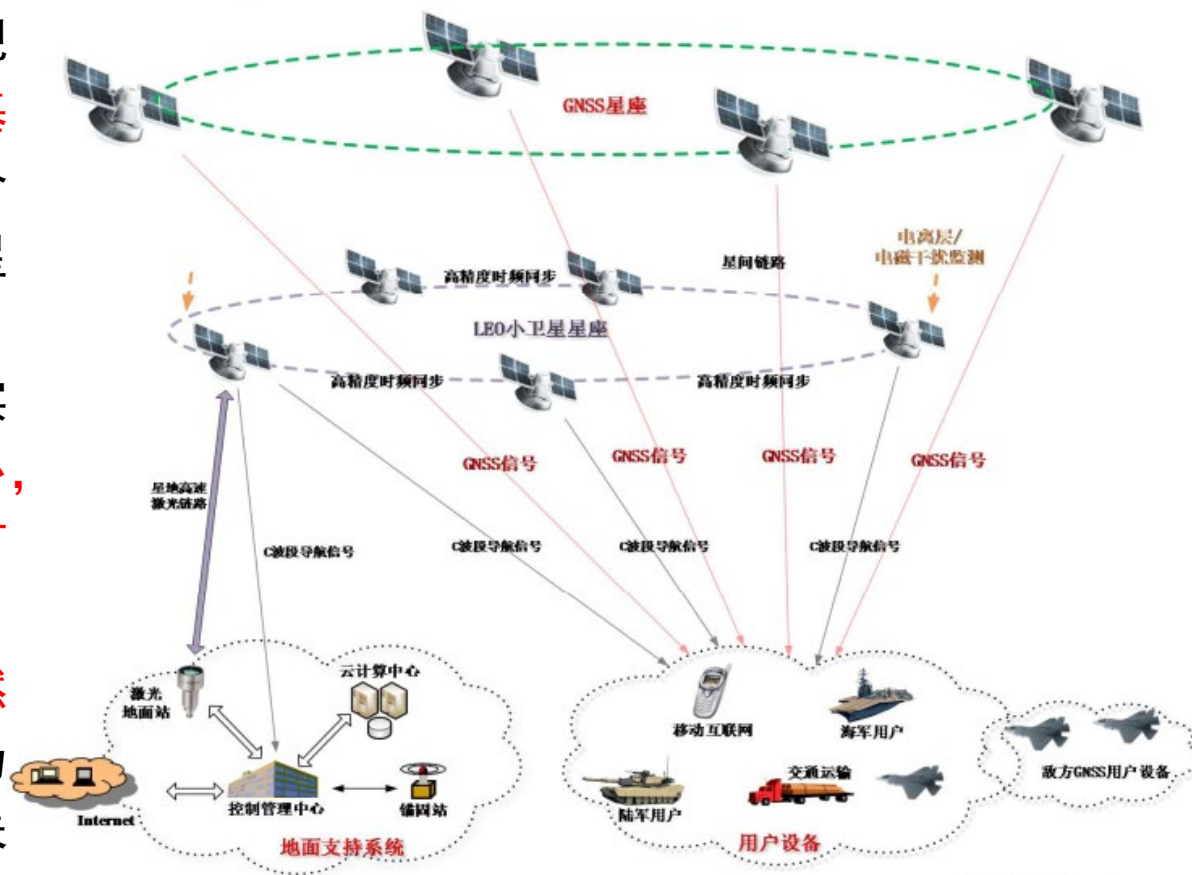 GNSS星座
电离层/
电磁干扰监测
星间链路
高精度时频同步
LEO小卫星星座
高精度时频同步
高精度时频同步
GNSS信号
GNSS信号
GNSS信号
GNSS信号
星地高速
激光链路
C波段导航信号
C波段导航信号
C波段导航信号
C波段导航信号
激光
地面站
云计算中心
移动互联网
海军用户
交通运输
敌方GNSS用户设备
Internet
控制管理中心
锚固站
陆军用户
地面支持系统
用户设备